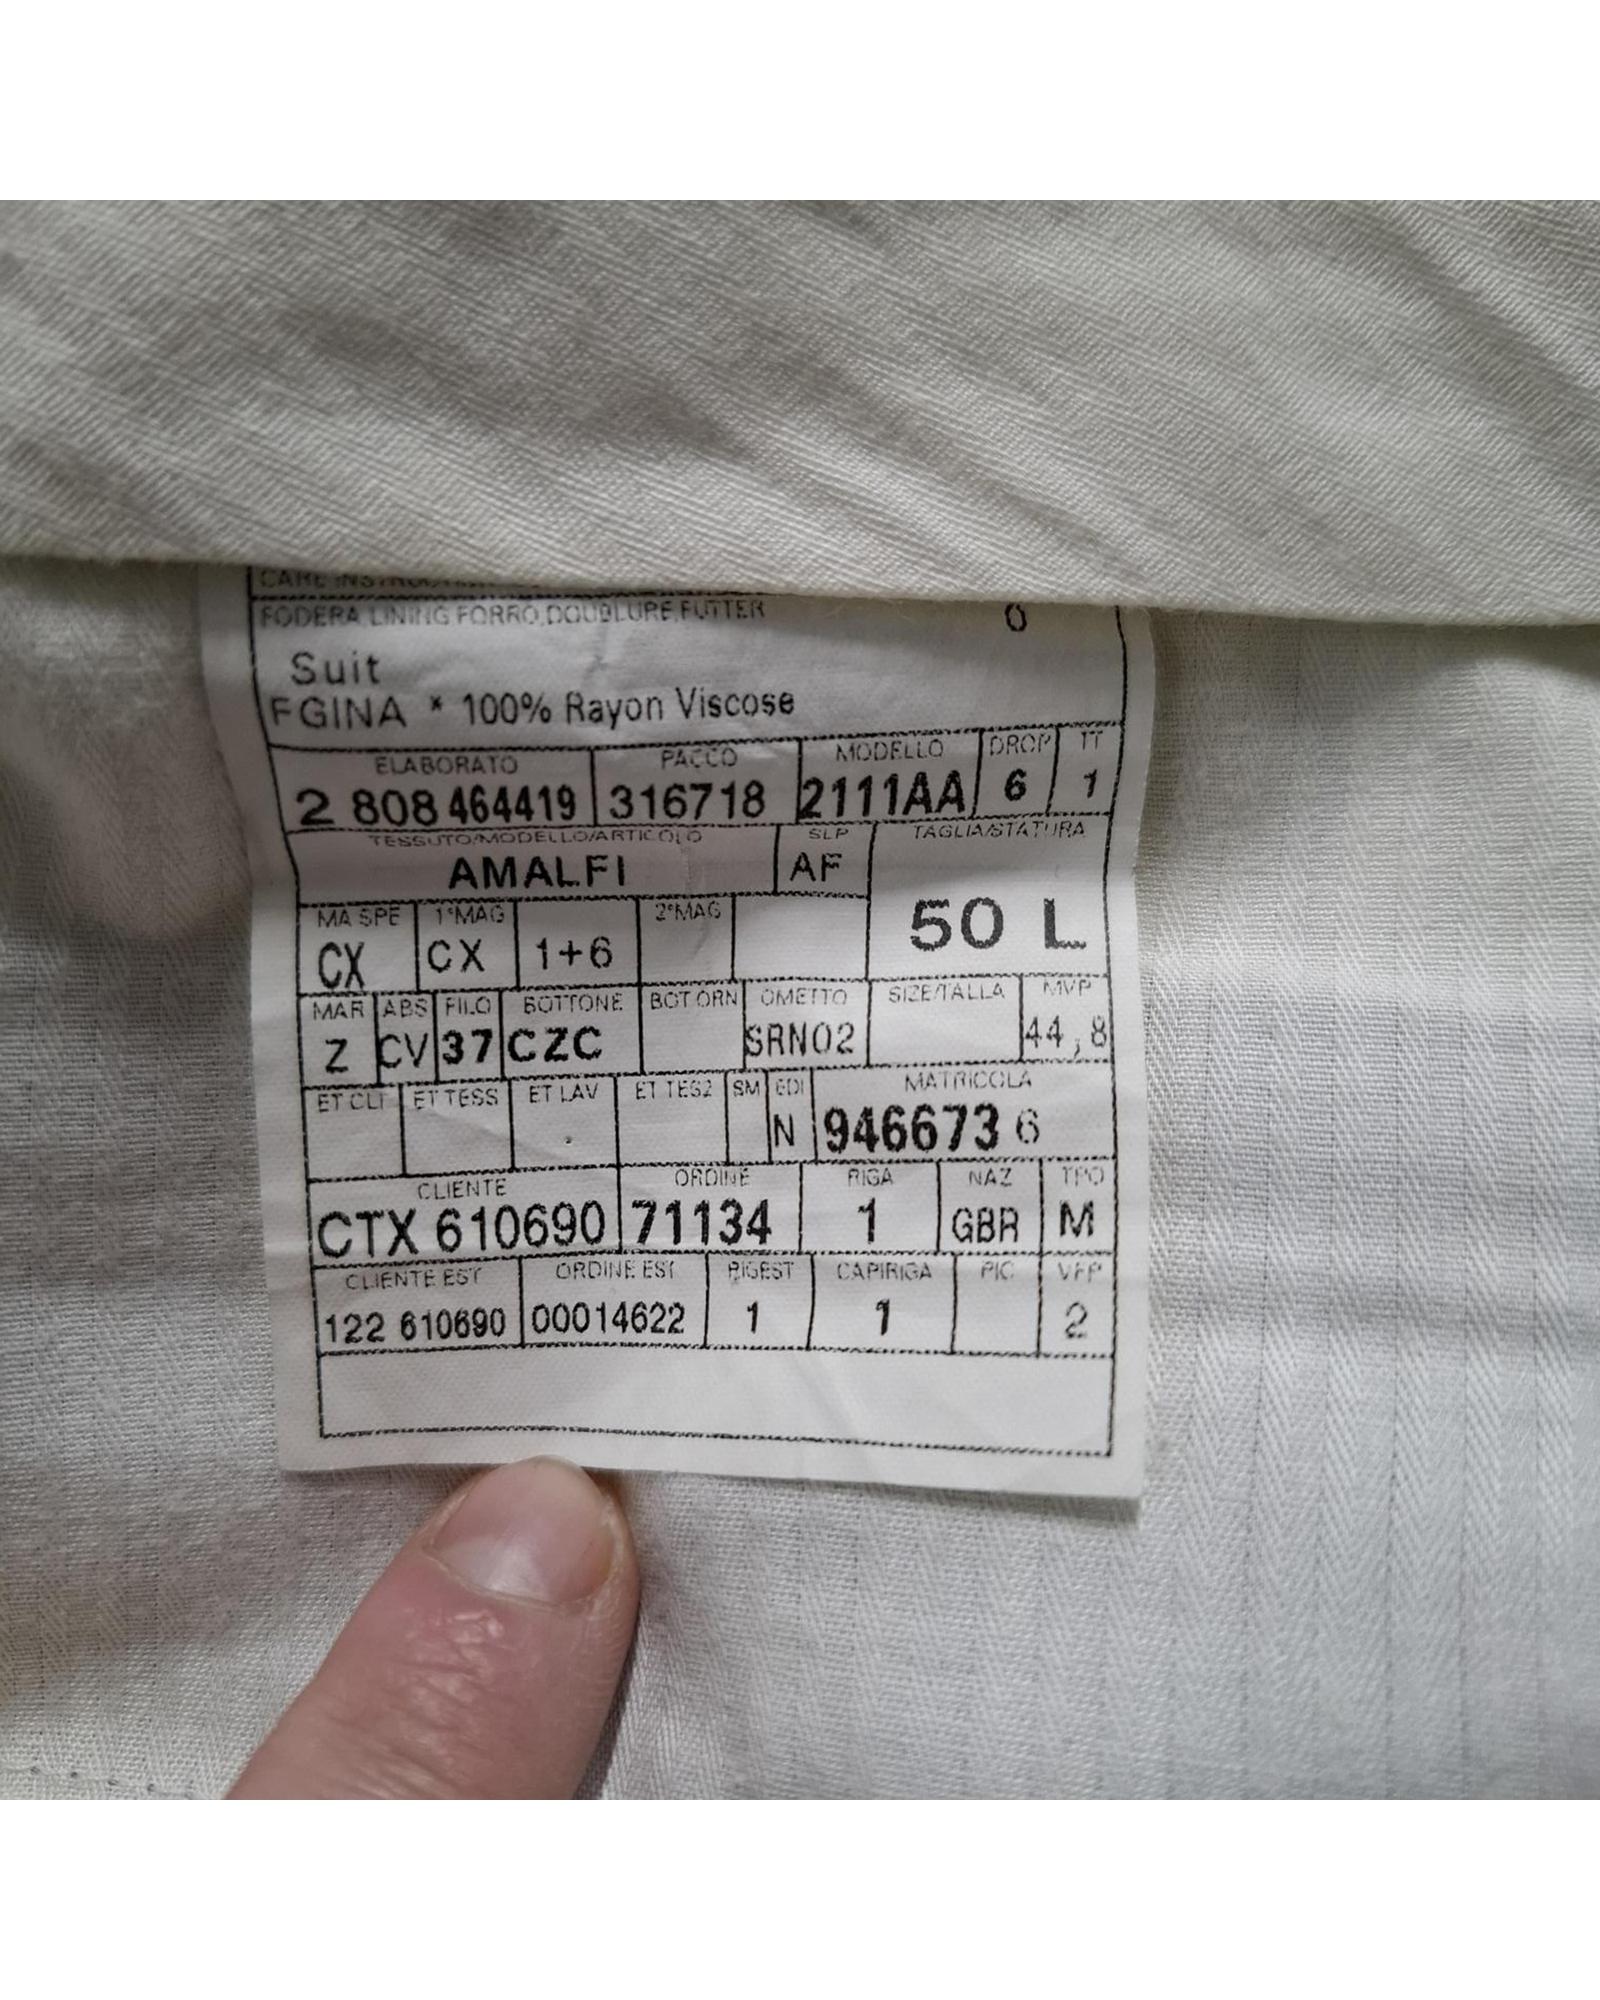 FODERA,LINING,FORRO,DOUBLURE,FUTTER 0
Suit
FGINA * 100% Rayon Viscose
ELABORATO PACCO MODELLO DROP TT
2 808 464419 316718 2111AA 6 1
TESSUTO/MODELLO/ARTICOLO SLP TAGLIA/STATURA
AMALFI AF
50 L
MA SPE 1°MAG 2°MAG
CX CX 1+6
MAR ABS FILO BOTTONE BOT ORN OMETTO SIZE/TALLA MVP
Z CV 37 CZC SRN02 44,8
ET CLI ET TESS ET LAV ET TES2 SM EDI MATRICOLA
N 946673 6
CLIENTE ORDINE RIGA NAZ TPO
CTX 610690 71134 1 GBR M
CLIENTE EST ORDINE EST RIGEST CAPIRIGA PIC VFP
122 610690 00014622 1 1 2